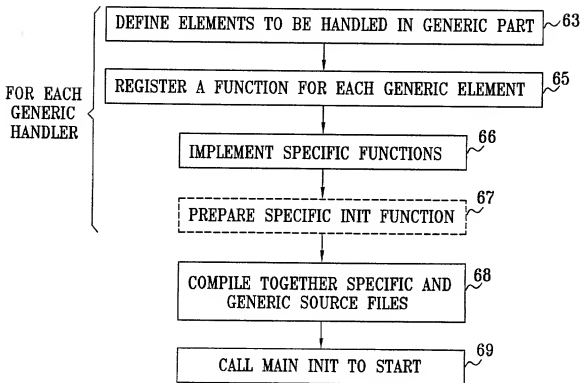 DEFINE ELEMENTS TO BE HANDLED IN GENERIC PART
63
REGISTER A FUNCTION FOR EACH GENERIC ELEMENT
65
FOR EACH
GENERIC
HANDLER
IMPLEMENT SPECIFIC FUNCTIONS
66
PREPARE SPECIFIC INIT FUNCTION
67
COMPILE TOGETHER SPECIFIC AND
GENERIC SOURCE FILES
68
CALL MAIN INIT TO START
69